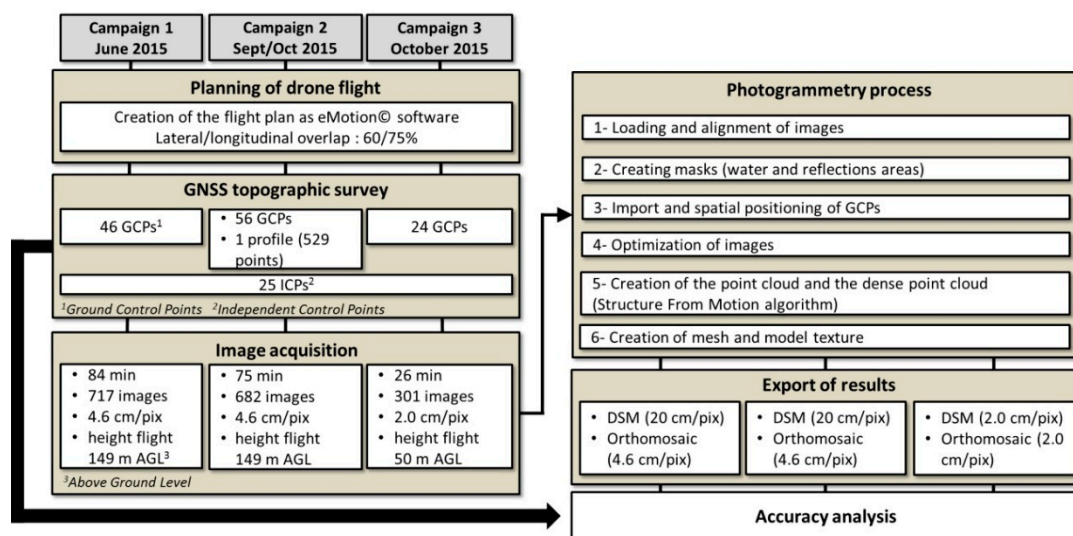 Campaign 1
June 2015
Campaign 2
Sept/Oct 2015
Campaign 3
October 2015
Planning of drone flight
Creation of the flight plan as eMotion© software
Lateral/longitudinal overlap : 60/75%
GNSS topographic survey
46 GCPs¹
• 56 GCPs
• 1 profile (529
points)
24 GCPs
25 ICPs²
¹Ground Control Points ²Independent Control Points
Image acquisition
• 84 min
• 717 images
• 4.6 cm/pix
• height flight
149 m AGL³
• 75 min
• 682 images
• 4.6 cm/pix
• height flight
149 m AGL
• 26 min
• 301 images
• 2.0 cm/pix
• height flight
50 m AGL
³Above Ground Level
Photogrammetry process
1- Loading and alignment of images
2- Creating masks (water and reflections areas)
3- Import and spatial positioning of GCPs
4- Optimization of images
5- Creation of the point cloud and the dense point cloud
(Structure From Motion algorithm)
6- Creation of mesh and model texture
Export of results
• DSM (20 cm/pix)
• Orthomosaic
(4.6 cm/pix)
• DSM (20 cm/pix)
• Orthomosaic
(4.6 cm/pix)
• DSM (2.0 cm/pix)
• Orthomosaic (2.0
cm/pix)
Accuracy analysis